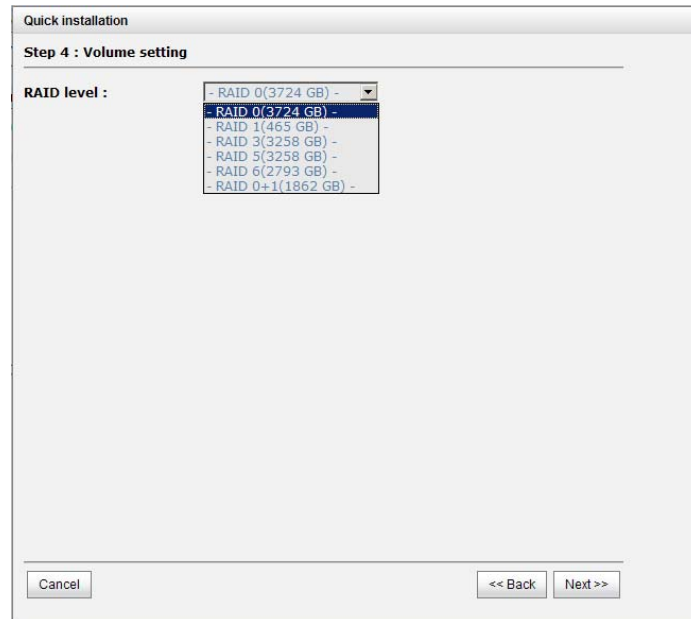 Quick installation
Step 4 : Volume setting
RAID level :
- RAID 0(3724 GB) -
- RAID 0(3724 GB) -
- RAID 1(465 GB) -
- RAID 3(3258 GB) -
- RAID 5(3258 GB) -
- RAID 6(2793 GB) -
- RAID 0+1(1862 GB) -
Cancel
<< Back
Next >>